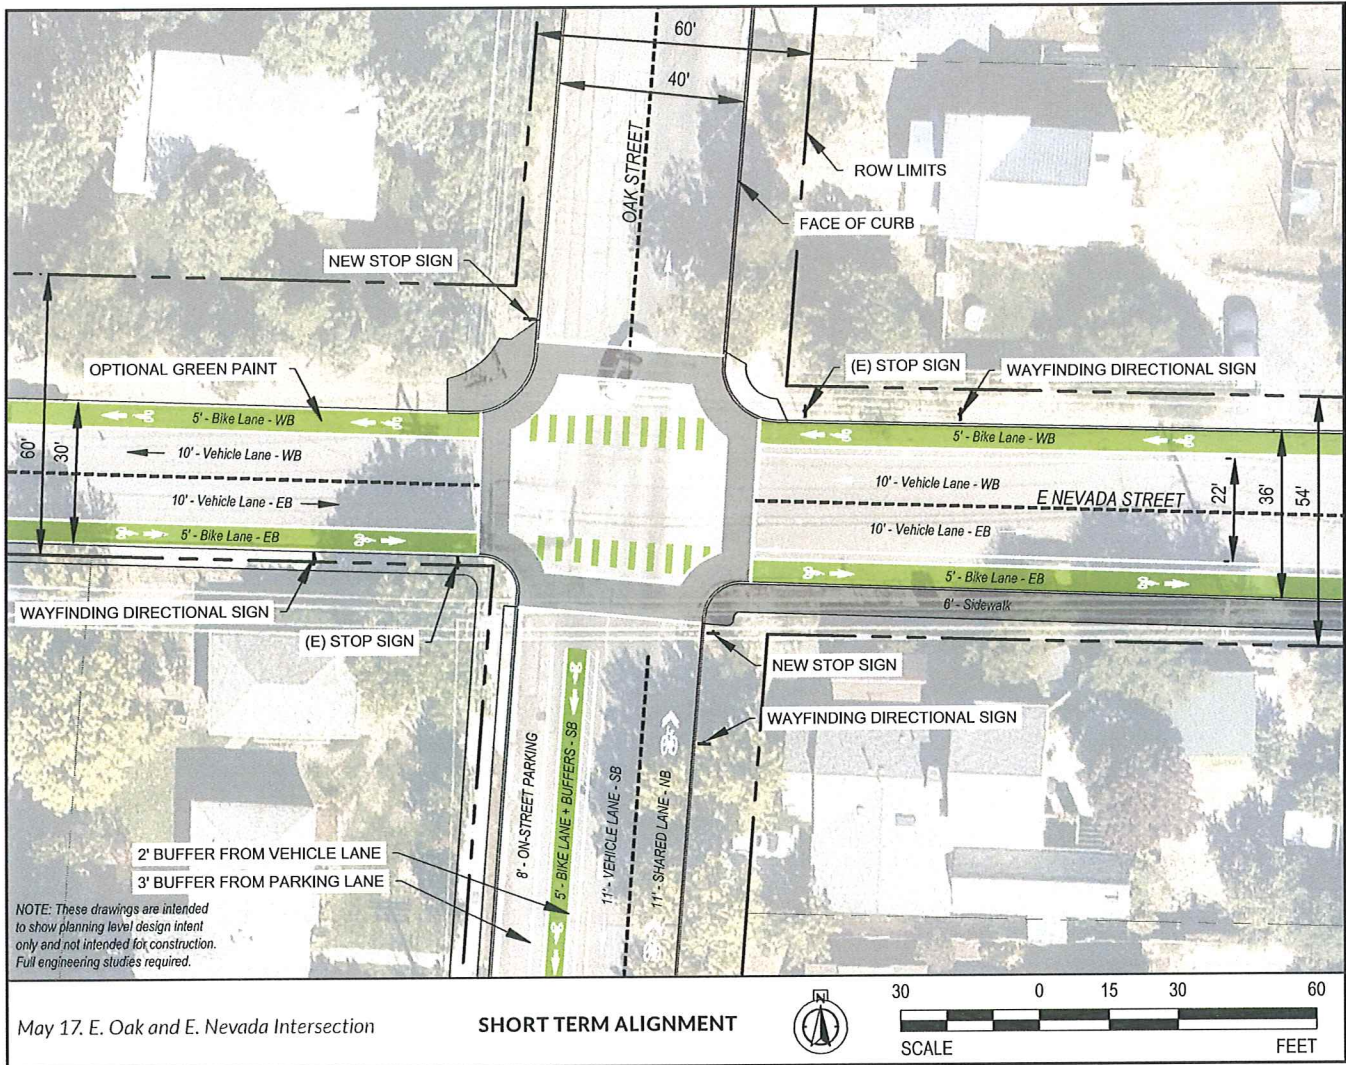 60'
40'
OAK STREET
ROW LIMITS
FACE OF CURB
NEW STOP SIGN
(E) STOP SIGN
WAYFINDING DIRECTIONAL SIGN
OPTIONAL GREEN PAINT
60'
30'
5' - Bike Lane - WB
10' - Vehicle Lane - WB
10' - Vehicle Lane - EB
5' - Bike Lane - EB
5' - Bike Lane - WB
10' - Vehicle Lane - WB
E NEVADA STREET
10' - Vehicle Lane - EB
5' - Bike Lane - EB
6' - Sidewalk
22'
36'
54'
WAYFINDING DIRECTIONAL SIGN
(E) STOP SIGN
NEW STOP SIGN
WAYFINDING DIRECTIONAL SIGN
8' - ON-STREET PARKING
5' - BIKE LANE + BUFFERS - SB
11' - VEHICLE LANE - SB
11' - SHARED LANE - NB
2' BUFFER FROM VEHICLE LANE
3' BUFFER FROM PARKING LANE
NOTE: These drawings are intended
to show planning level design intent
only and not intended for construction.
Full engineering studies required.
May 17. E. Oak and E. Nevada Intersection
SHORT TERM ALIGNMENT
N
30 0 15 30 60
SCALE FEET